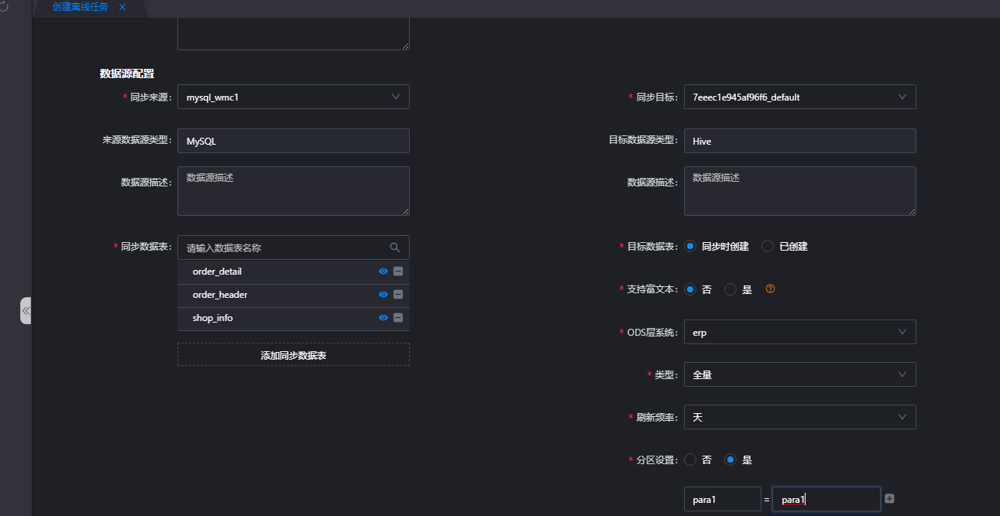 创建离线任务
数据源配置
* 同步来源: mysql_wmc1
来源数据源类型: MySQL
数据源描述: 数据源描述
* 同步数据表: 请输入数据表名称
order_detail
order_header
shop_info
添加同步数据表
* 同步目标: 7eeec1e945af96f6_default
目标数据源类型: Hive
数据源描述: 数据源描述
* 目标数据表: 同步时创建 已创建
* 支持富文本: 否 是
* ODS层系统: erp
* 类型: 全量
* 刷新频率: 天
* 分区设置: 否 是
para1 = para1